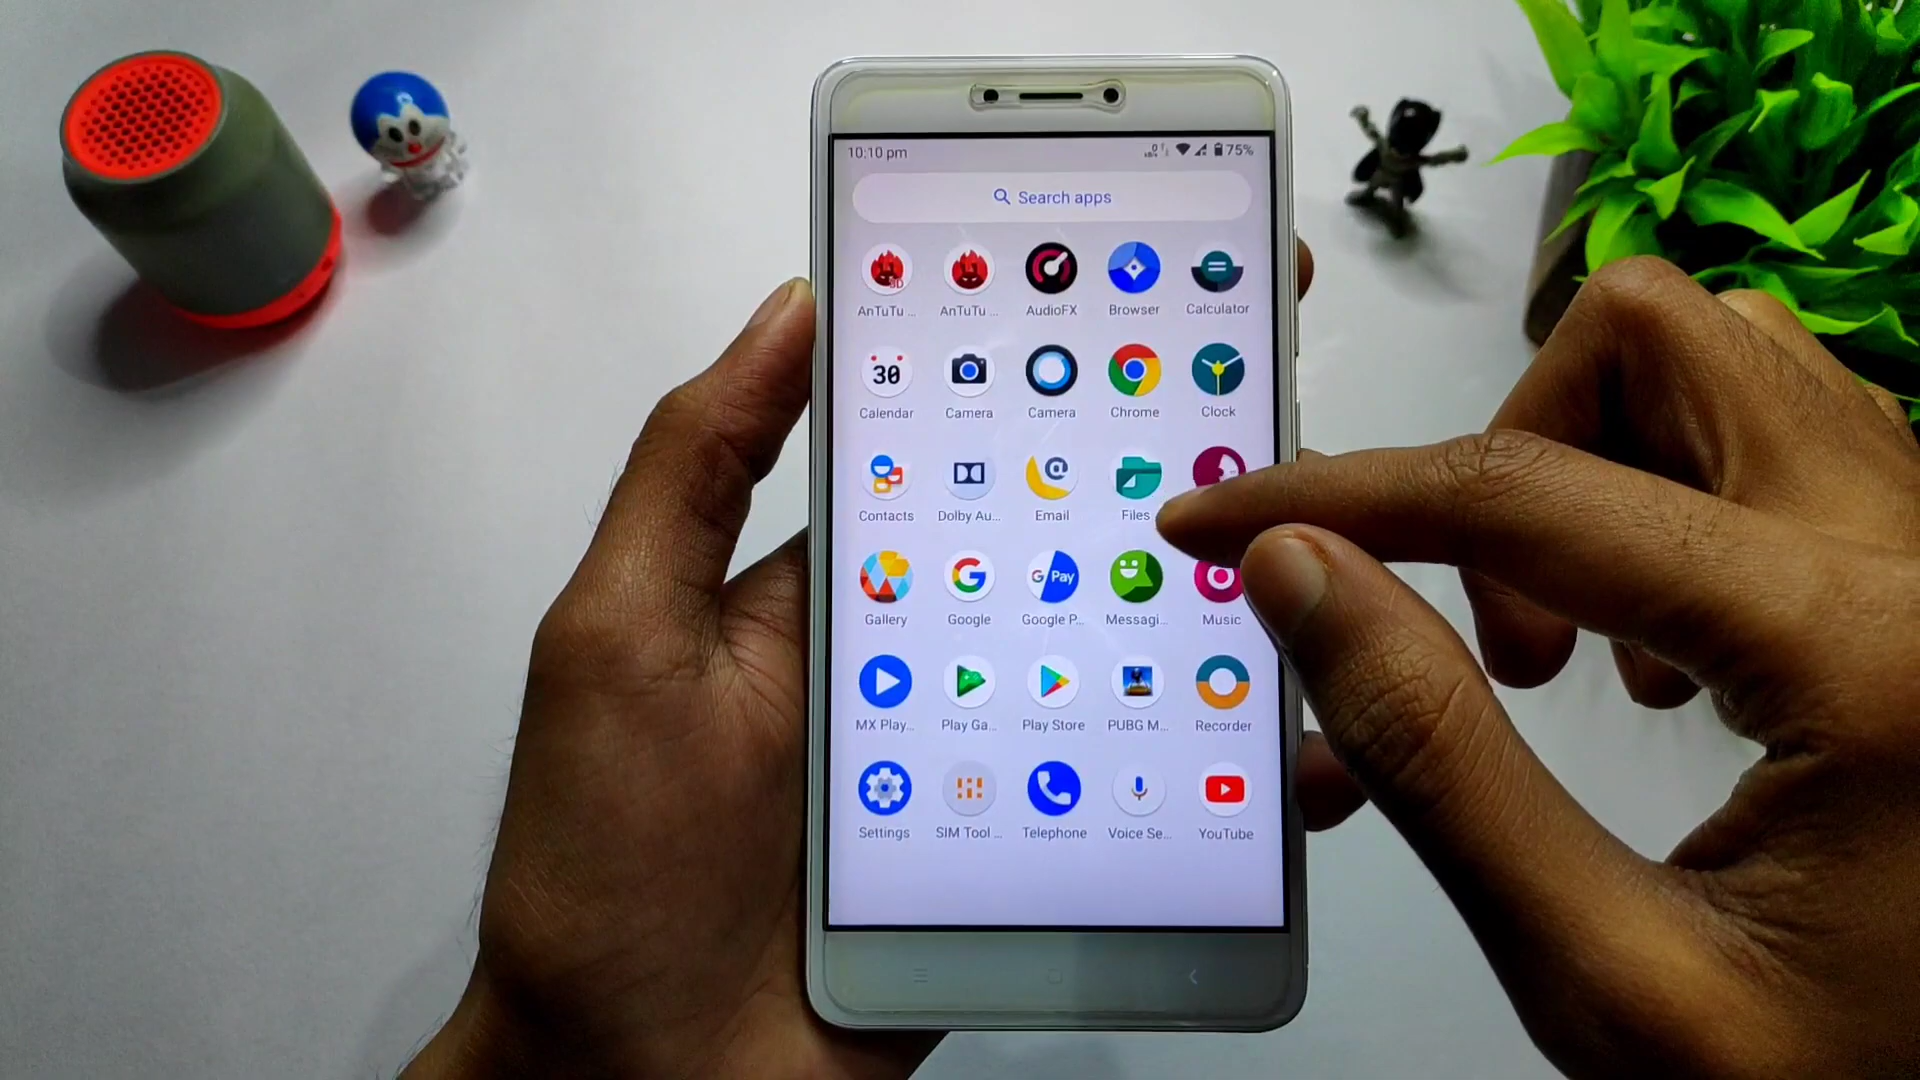 10:10 pm 75%
Search apps
3D
AnTuTu ... AnTuTu ... AudioFX Browser Calculator
30
Calendar Camera Camera Chrome Clock
@
Contacts Dolby Au... Email Files
G G Pay
Gallery Google Google P... Messagi... Music
MX Play... Play Ga... Play Store PUBG M... Recorder
Settings SIM Tool ... Telephone Voice Se... YouTube